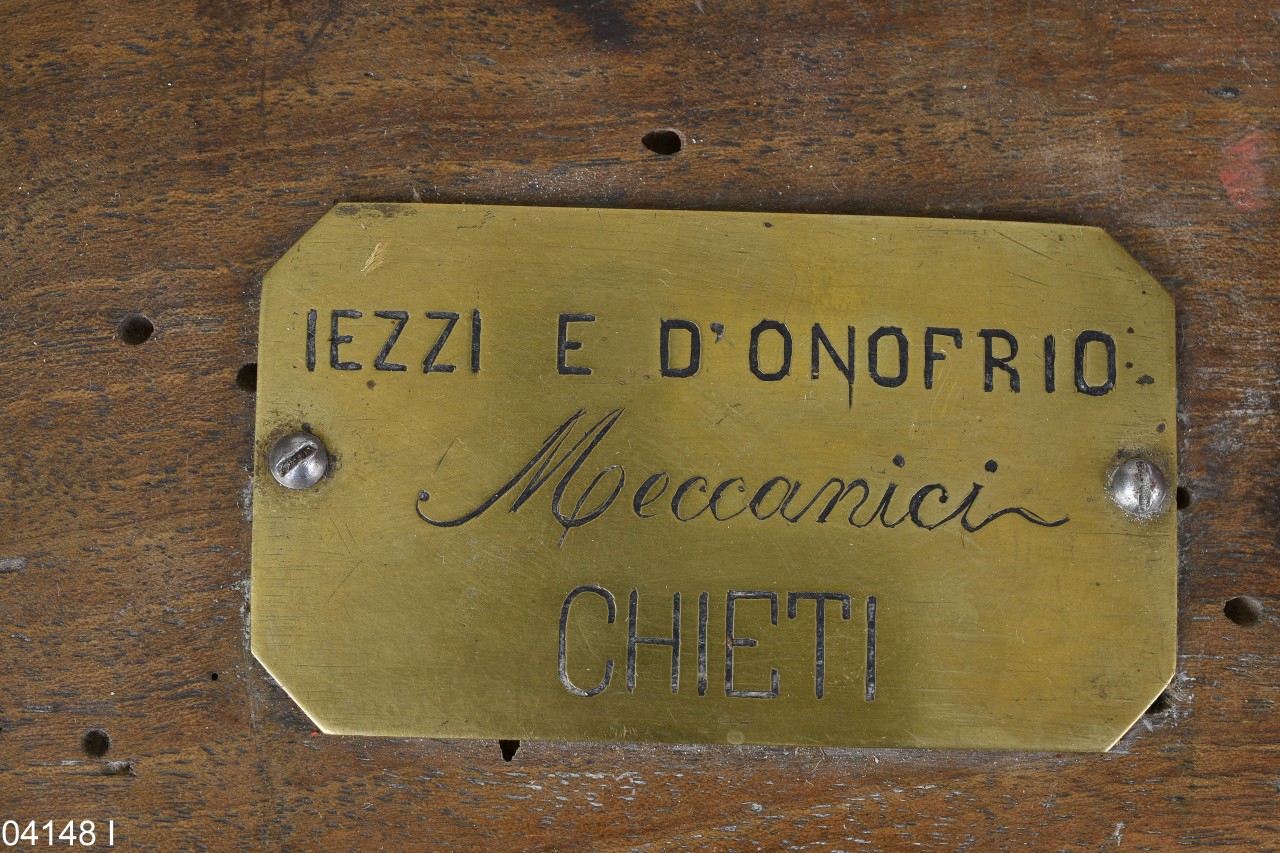 IEZZI E D'ONOFRIO
Meccanici
CHIETI
04148 I